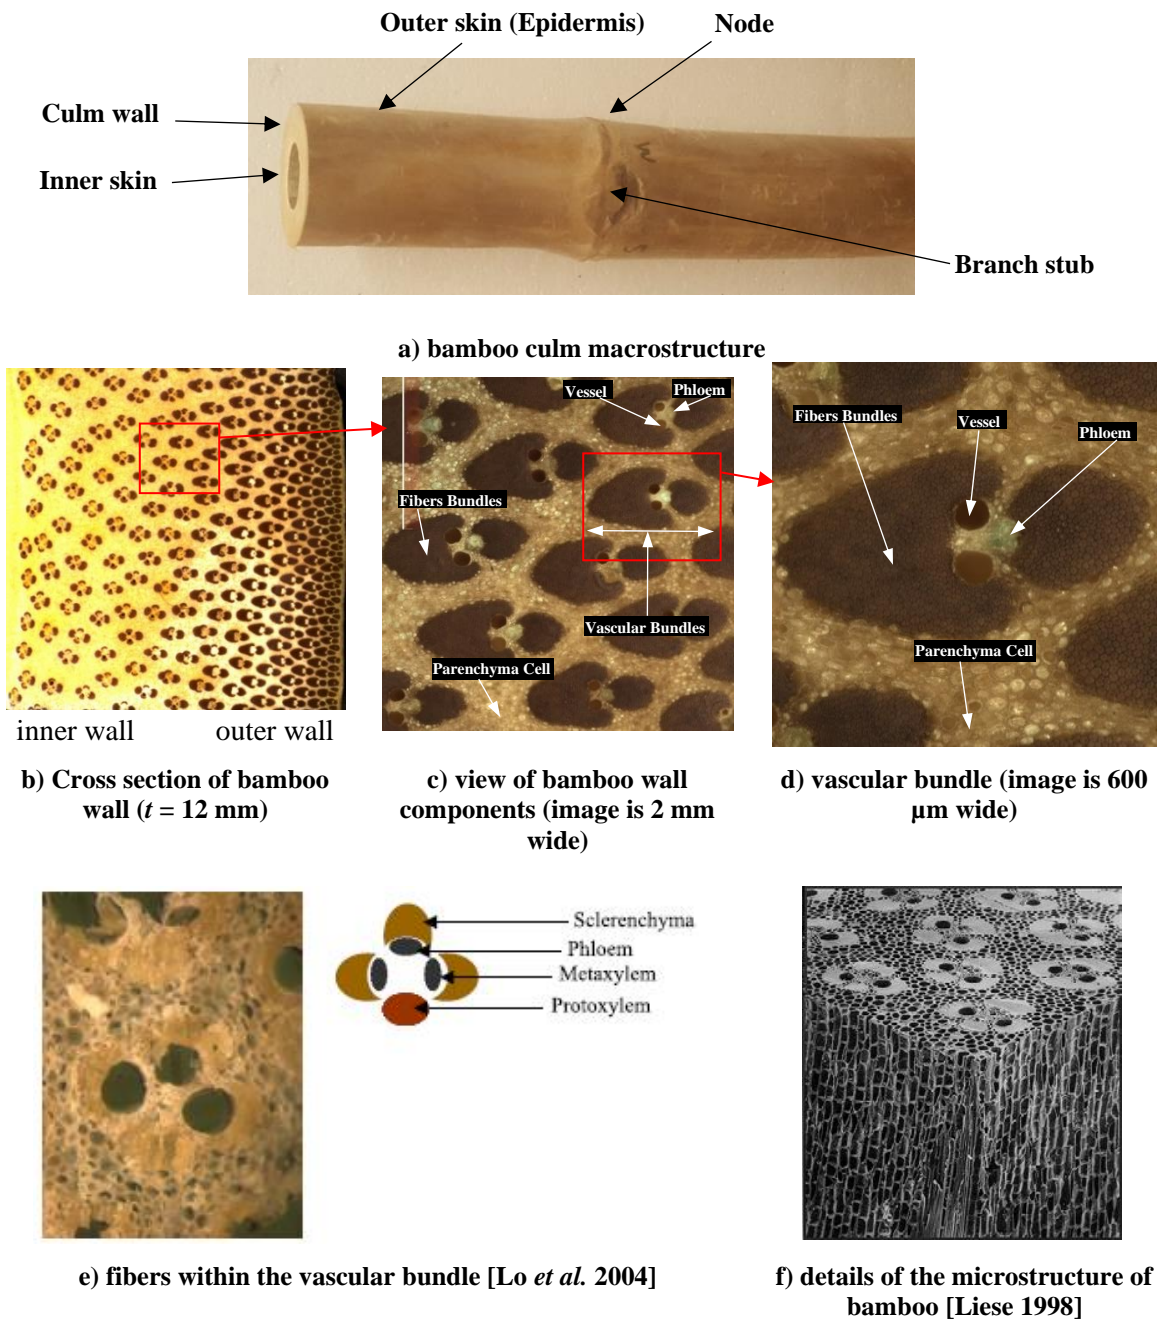 Outer skin (Epidermis)
Node
Culm wall
Inner skin
Branch stub
a) bamboo culm macrostructure
Vessel
Phloem
Fibers Bundles
Vascular Bundles
Parenchyma Cell
Fibers Bundles
Vessel
Phloem
Parenchyma Cell
inner wall
outer wall
b) Cross section of bamboo
wall (t = 12 mm)
c) view of bamboo wall
components (image is 2 mm
wide)
d) vascular bundle (image is 600
µm wide)
Sclerenchyma
Phloem
Metaxylem
Protoxylem
e) fibers within the vascular bundle [Lo et al. 2004]
f) details of the microstructure of
bamboo [Liese 1998]